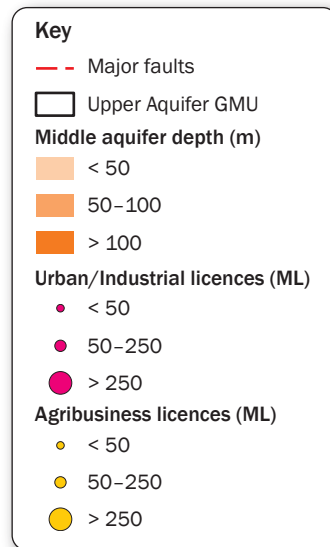 Key
Major faults
Upper Aquifer GMU
Middle aquifer depth (m)
< 50
50–100
> 100
Urban/Industrial licences (ML)
< 50
50–250
> 250
Agribusiness licences (ML)
< 50
50–250
> 250